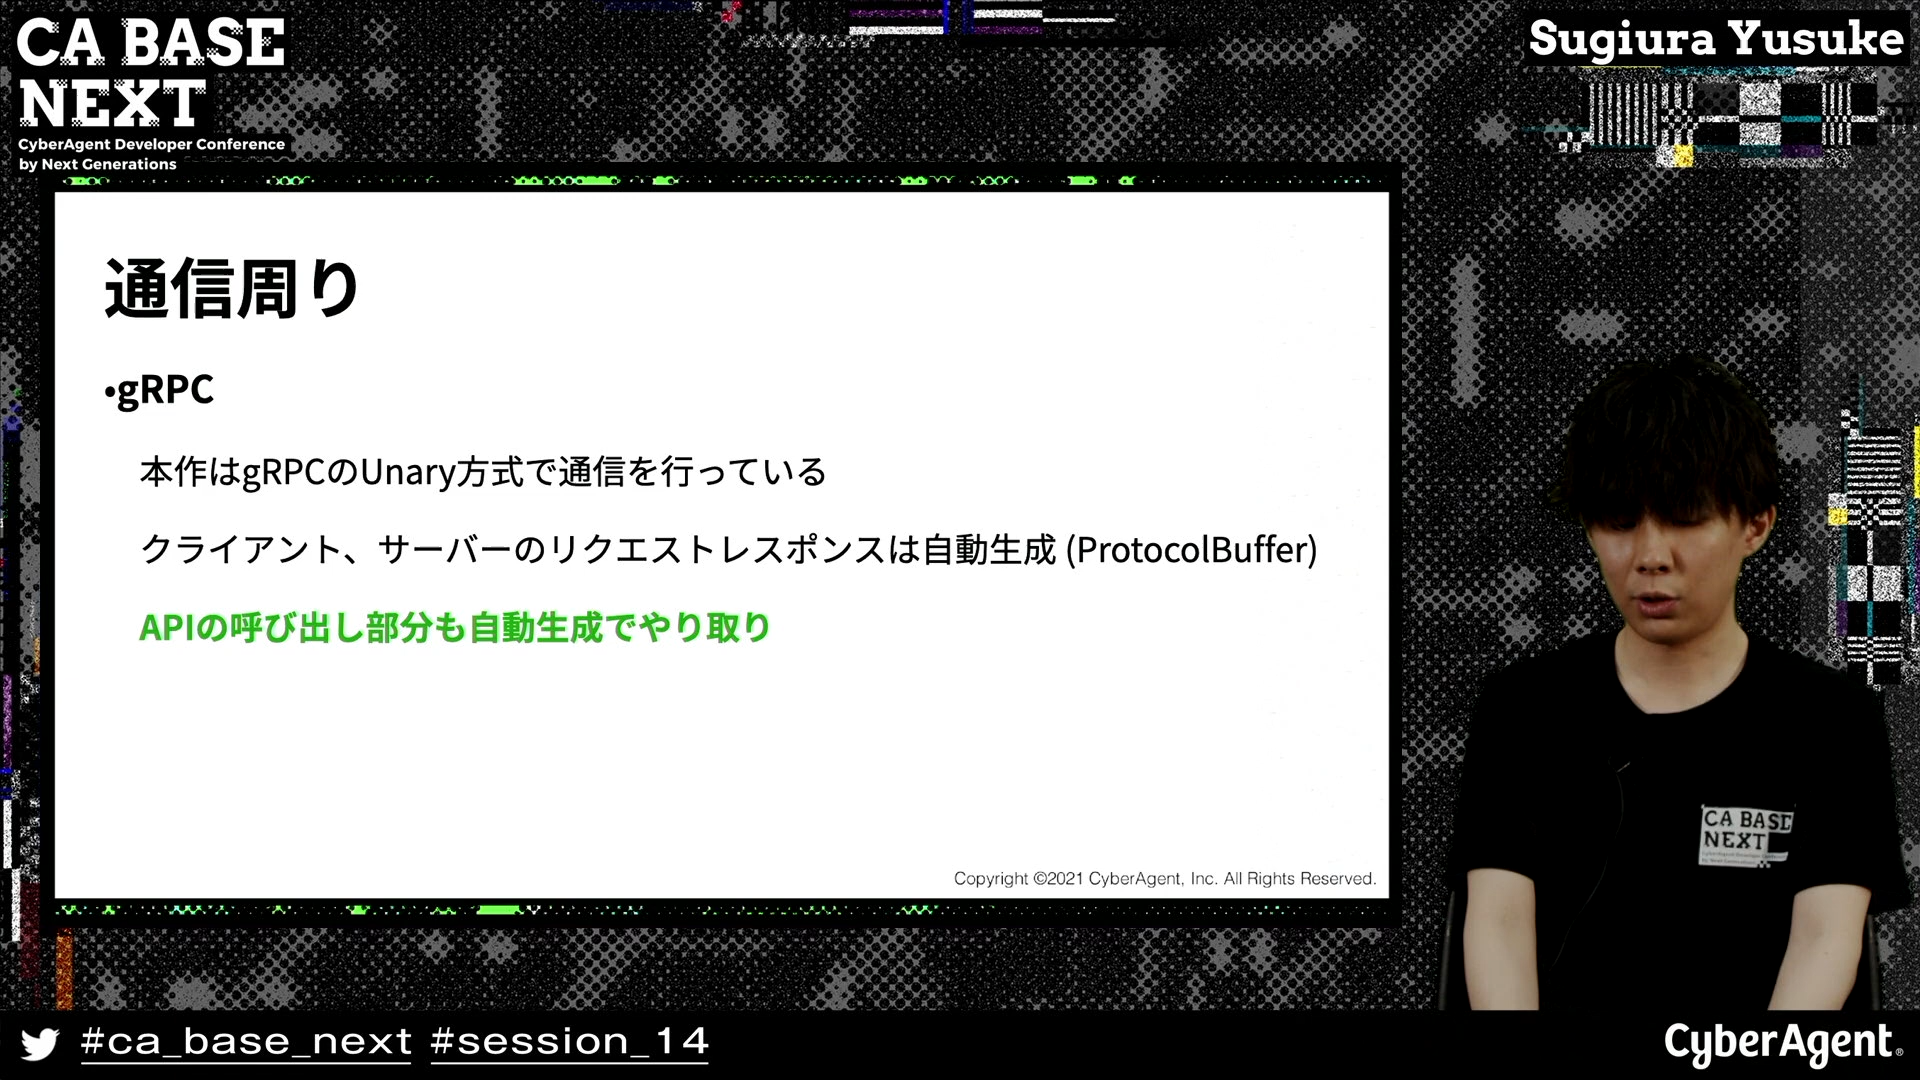 CA BASE
NEXT
CyberAgent Developer Conference
by Next Generations
Sugiura Yusuke
通信周り
•gRPC
本作はgRPCのUnary方式で通信を行っている
クライアント、サーバーのリクエストレスポンスは自動生成 (ProtocolBuffer)
APIの呼び出し部分も自動生成でやり取り
Copyright ©2021 CyberAgent, Inc. All Rights Reserved.
CA BASE
NEXT
#ca_base_next #session_14
CyberAgent®